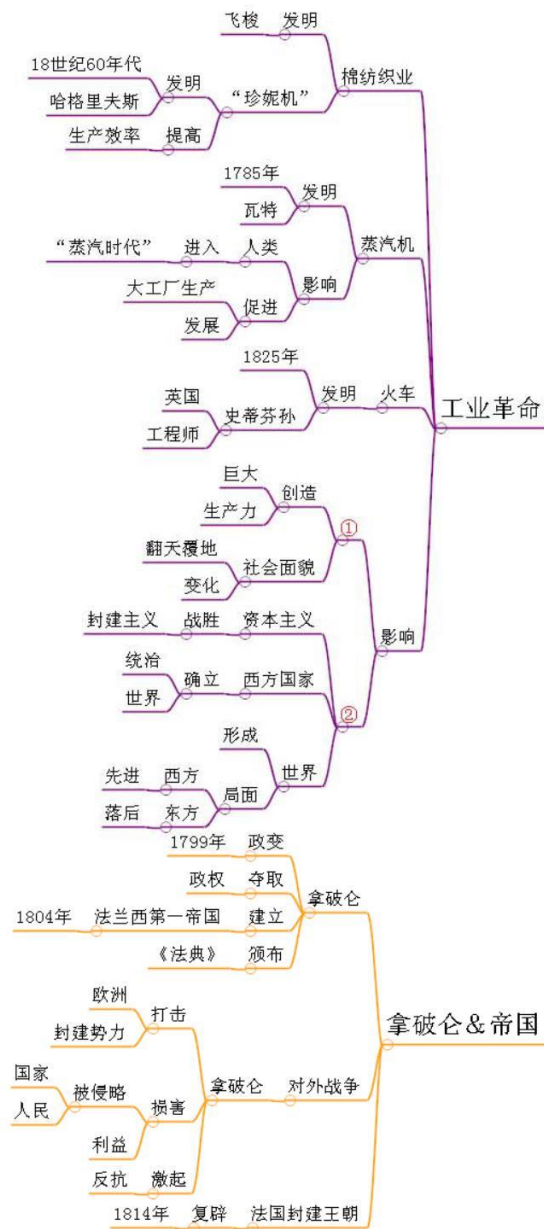 飞梭 发明
18世纪60年代
发明 棉纺织业
哈格里夫斯 “珍妮机”
生产效率 提高
1785年
发明
瓦特
“蒸汽时代” 进入 人类 蒸汽机
大工厂生产 影响
促进
发展
1825年
英国 发明 火车 工业革命
史蒂芬孙
工程师
巨大
创造
生产力
①
翻天覆地
社会面貌
变化
封建主义 战胜 资本主义 影响
统治
确立 西方国家
世界
②
形成
世界
先进 西方
局面
落后 东方
1799年 政变
政权 夺取
拿破仑
1804年 法兰西第一帝国 建立
《法典》 颁布
欧洲
打击 拿破仑&帝国
封建势力
国家
被侵略 拿破仑 对外战争
人民 损害
利益
反抗 激起
1814年 复辟 法国封建王朝